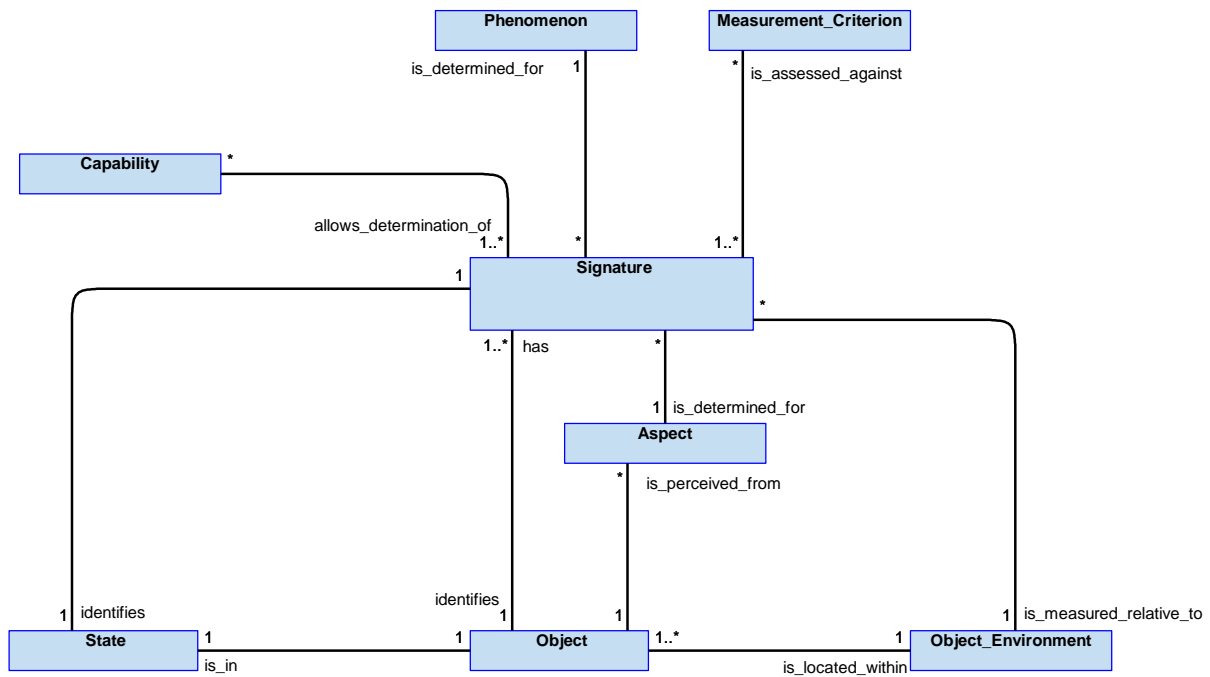 Phenomenon
Measurement_Criterion
is_determined_for
1
*
is_assessed_against
Capability
*
allows_determination_of
1..*
*
1..*
Signature
1
*
1..*
has
*
1
is_determined_for
Aspect
*
is_perceived_from
identifies
1
identifies
1
1
1
is_measured_relative_to
State
1
is_in
1
Object
1..*
1
is_located_within
Object_Environment